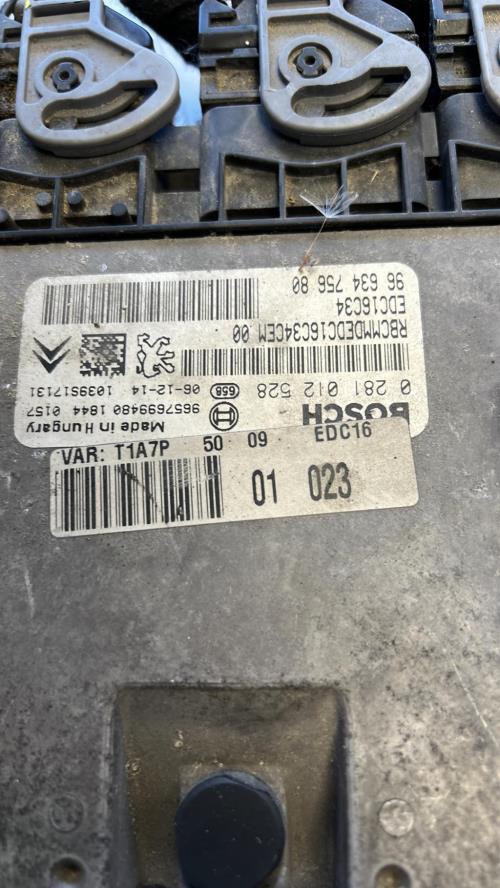 BOSCH
0 281 012 528
Made in Hungary
9657699480 1844 0157
658 06-12-14 1039S17131
RBCMMDEDC16C34CEM 00
EDC16C34
96 634 756 80
VAR: T1A7P 50 09 EDC16
01 023